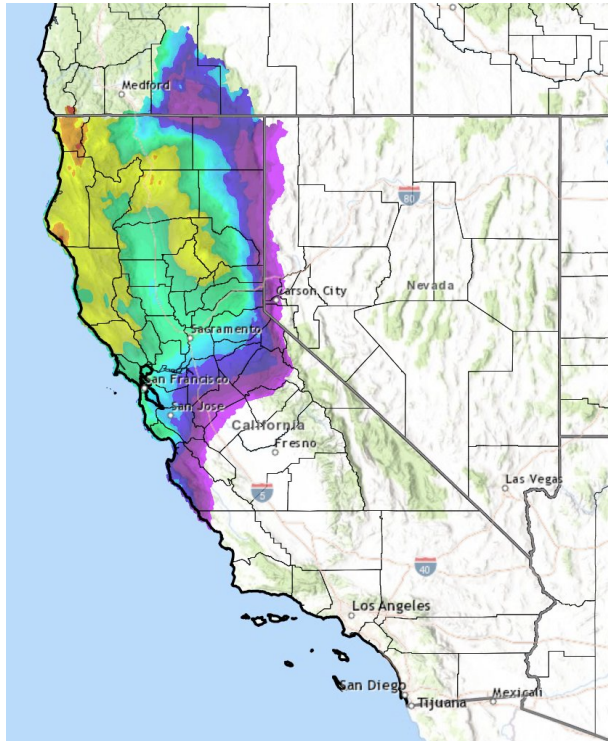 Medford
80
Carson City
Nevada
Sacramento
San Francisco
San Jose
California
Fresno
Las Vegas
5
40
Los Angeles
San Diego
Mexicali
Tijuana